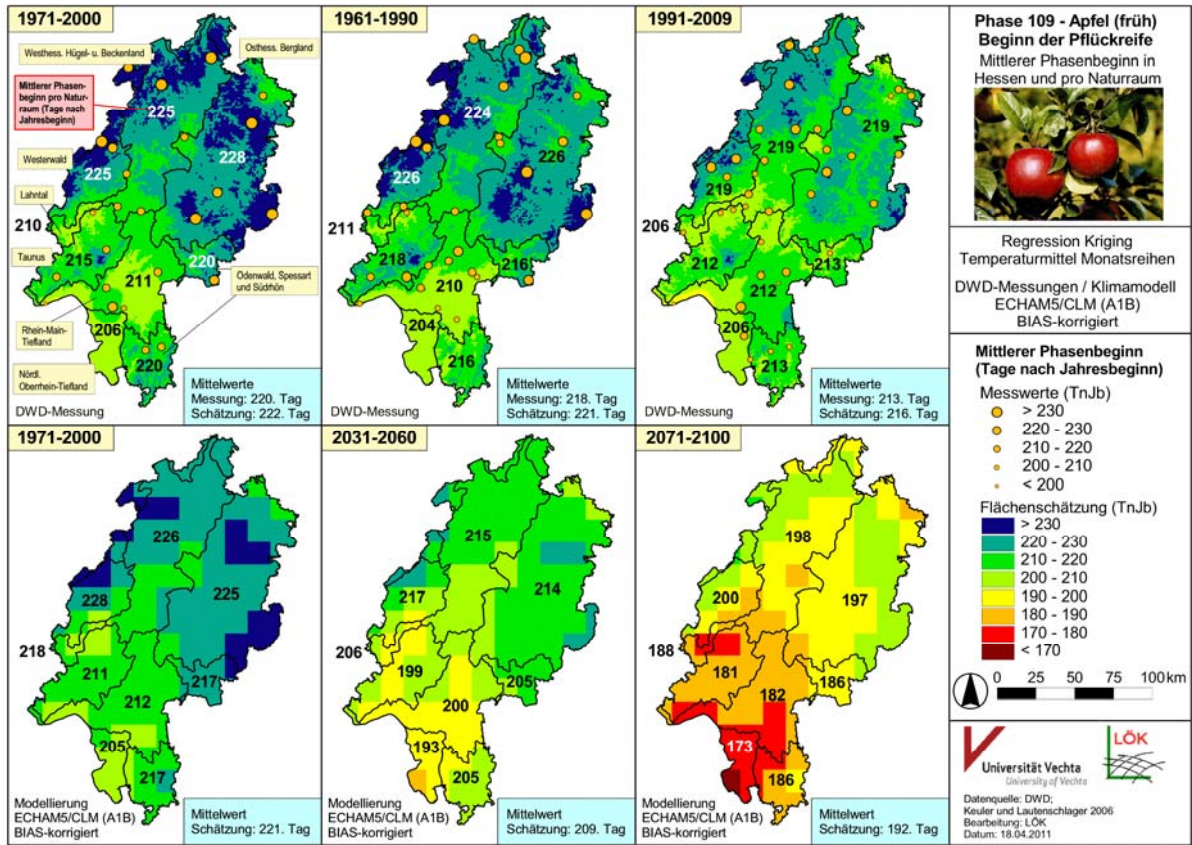 1971-2000
Westhess. Hügel- u. Beckenland
Osthess. Bergland
Mittlerer Phasen-
beginn pro Natur-
raum (Tage nach
Jahresbeginn)
225
228
Westerwald
225
Lahntal
210
215
Taunus
211
220
Odenwald, Spessart
und Südrhön
Rhein-Main-
Tiefland
206
220
Nördl.
Oberrhein-Tiefland
DWD-Messung
Mittelwerte
Messung: 220. Tag
Schätzung: 222. Tag
1961-1990
224
226
226
211
218
216
210
204
216
DWD-Messung
Mittelwerte
Messung: 218. Tag
Schätzung: 221. Tag
1991-2009
219
219
219
206
212
213
212
206
213
DWD-Messung
Mittelwerte
Messung: 213. Tag
Schätzung: 216. Tag
Phase 109 - Apfel (früh)
Beginn der Pflückreife
Mittlerer Phasenbeginn in
Hessen und pro Naturraum
Regression Kriging
Temperaturmittel Monatsreihen
DWD-Messungen / Klimamodell
ECHAM5/CLM (A1B)
BIAS-korrigiert
Mittlerer Phasenbeginn
(Tage nach Jahresbeginn)
Messwerte (TnJb)
> 230
220 - 230
210 - 220
200 - 210
< 200
Flächenschätzung (TnJb)
> 230
220 - 230
210 - 220
200 - 210
190 - 200
180 - 190
170 - 180
< 170
0 25 50 75 100 km
1971-2000
226
225
228
218
211
217
212
205
217
Modellierung
ECHAM5/CLM (A1B)
BIAS-korrigiert
Mittelwert
Schätzung: 221. Tag
2031-2060
215
214
217
206
199
205
200
193
205
Modellierung
ECHAM5/CLM (A1B)
BIAS-korrigiert
Mittelwert
Schätzung: 209. Tag
2071-2100
198
197
200
188
181
182
186
173
186
Modellierung
ECHAM5/CLM (A1B)
BIAS-korrigiert
Mittelwert
Schätzung: 192. Tag
Universität Vechta
University of Vechta
LÖK
Datenquelle: DWD;
Keuler und Lautenschlager 2006
Bearbeitung: LÖK
Datum: 18.04.2011